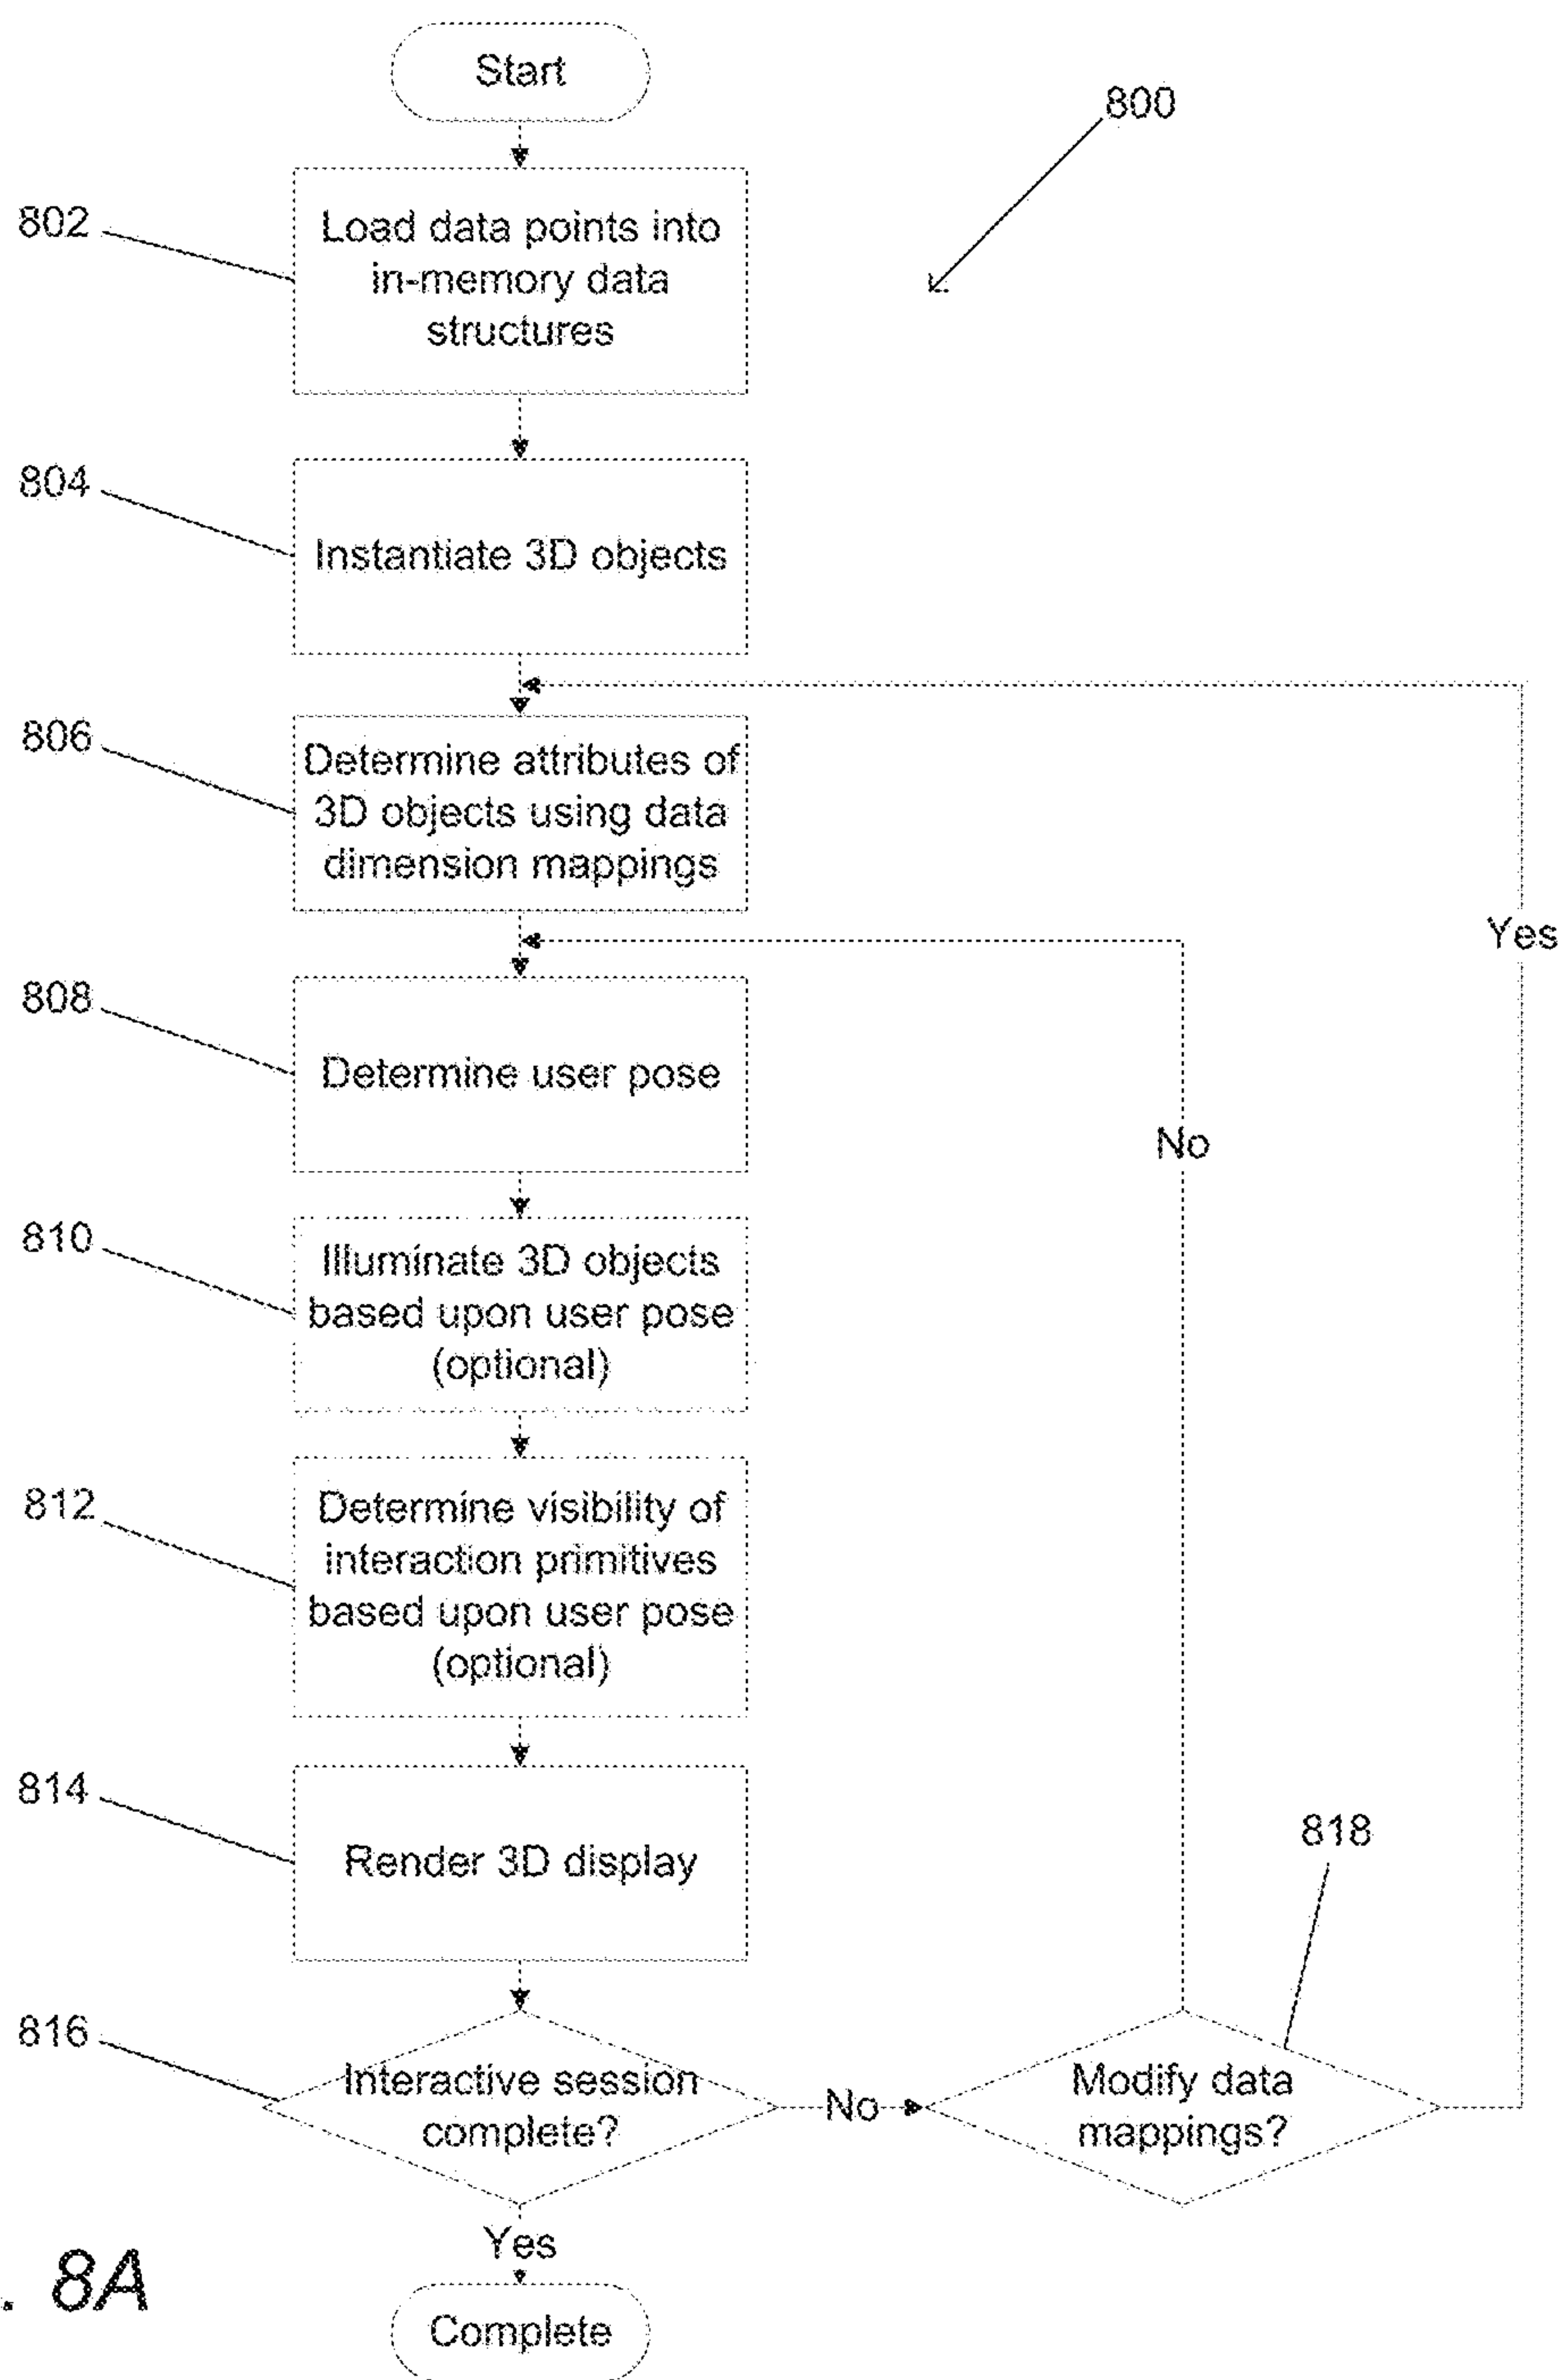 Start
800
802
Load data points into
in-memory data
structures
804
Instantiate 3D objects
806
Determine attributes of
3D objects using data
dimension mappings
Yes
808
Determine user pose
No
810
Illuminate 3D objects
based upon user pose
(optional)
812
Determine visibility of
interaction primitives
based upon user pose
(optional)
814
Render 3D display
818
816
Interactive session
complete?
No
Modify data
mappings?
Yes
. 8A
Complete